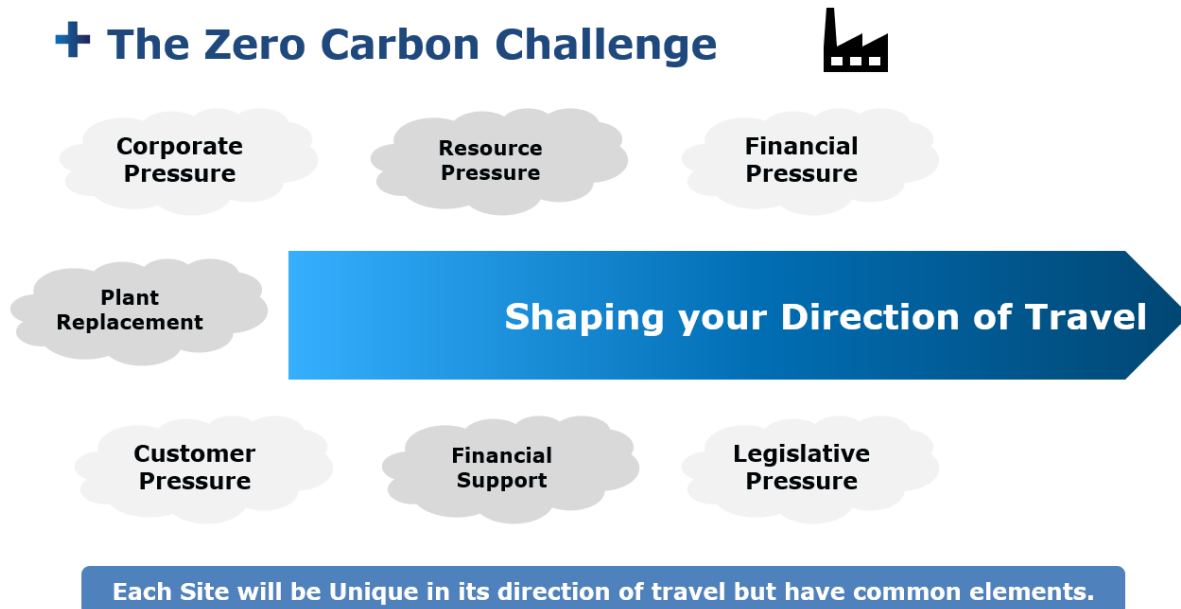 The Zero Carbon Challenge
Corporate
Pressure
Resource
Pressure
Financial
Pressure
Plant
Replacement
Shaping your Direction of Travel
Customer
Pressure
Financial
Support
Legislative
Pressure
Each Site will be Unique in its direction of travel but have common elements.